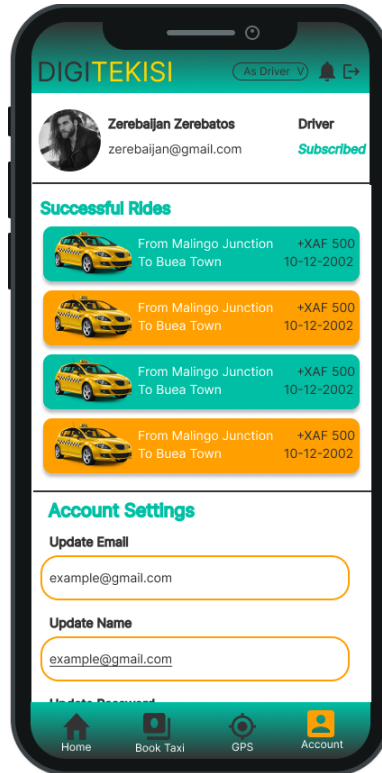 DIGITEKISI
As Driver V
Zerebaijan Zerebatos
Driver
zerebaijan@gmail.com
Subscribed
Successful Rides
From Malingo Junction +XAF 500
To Buea Town 10-12-2002
From Malingo Junction +XAF 500
To Buea Town 10-12-2002
From Malingo Junction +XAF 500
To Buea Town 10-12-2002
From Malingo Junction +XAF 500
To Buea Town 10-12-2002
Account Settings
Update Email
example@gmail.com
Update Name
example@gmail.com
Update Password
Home Book Taxi GPS Account